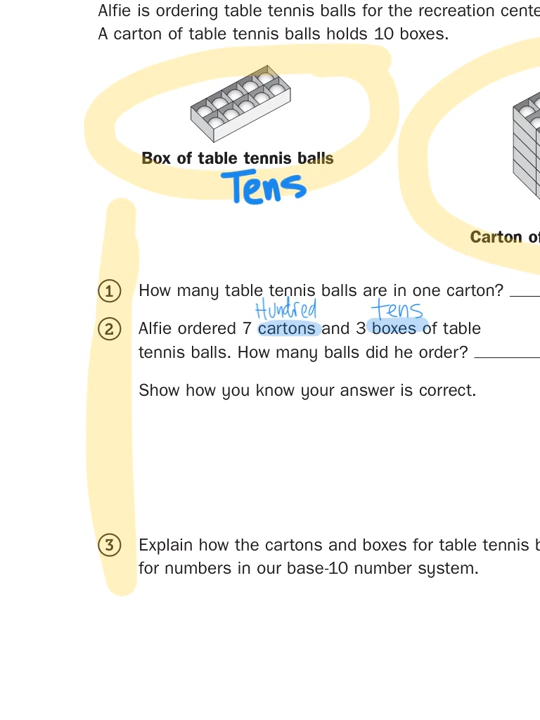 Alfie is ordering table tennis balls for the recreation cente
A carton of table tennis balls holds 10 boxes.
Box of table tennis balls
Tens
Carton of
1 How many table tennis balls are in one carton?
Hundred tens
2 Alfie ordered 7 cartons and 3 boxes of table
tennis balls. How many balls did he order?
Show how you know your answer is correct.
3 Explain how the cartons and boxes for table tennis b
for numbers in our base-10 number system.